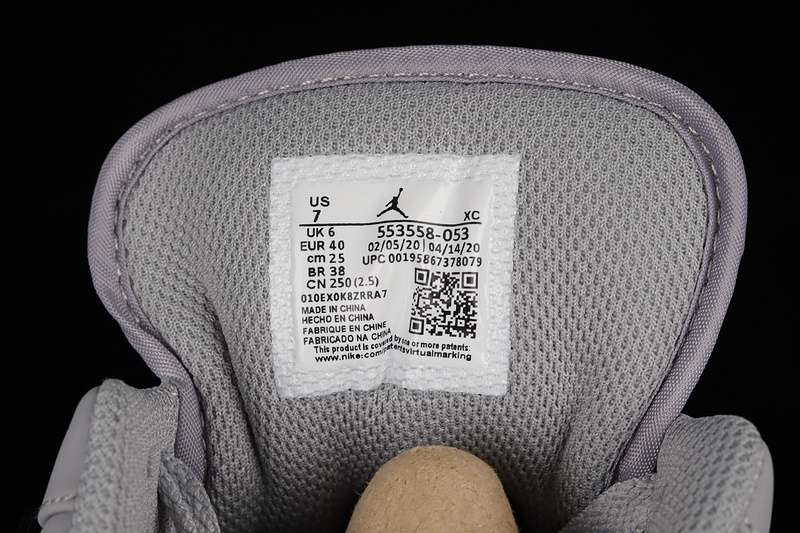 US
7
XC
UK 6
553558-053
EUR 40
02/05/20 04/14/20
cm 25
UPC 00195867378079
BR 38
CN 250 (2.5)
010EX0K8ZRRA7
MADE IN CHINA
HECHO EN CHINA
FABRIQUE EN CHINE
FABRICADO NA CHINA
This product is covered by one or more patents:
www.nike.com/patentsvirtualmarking